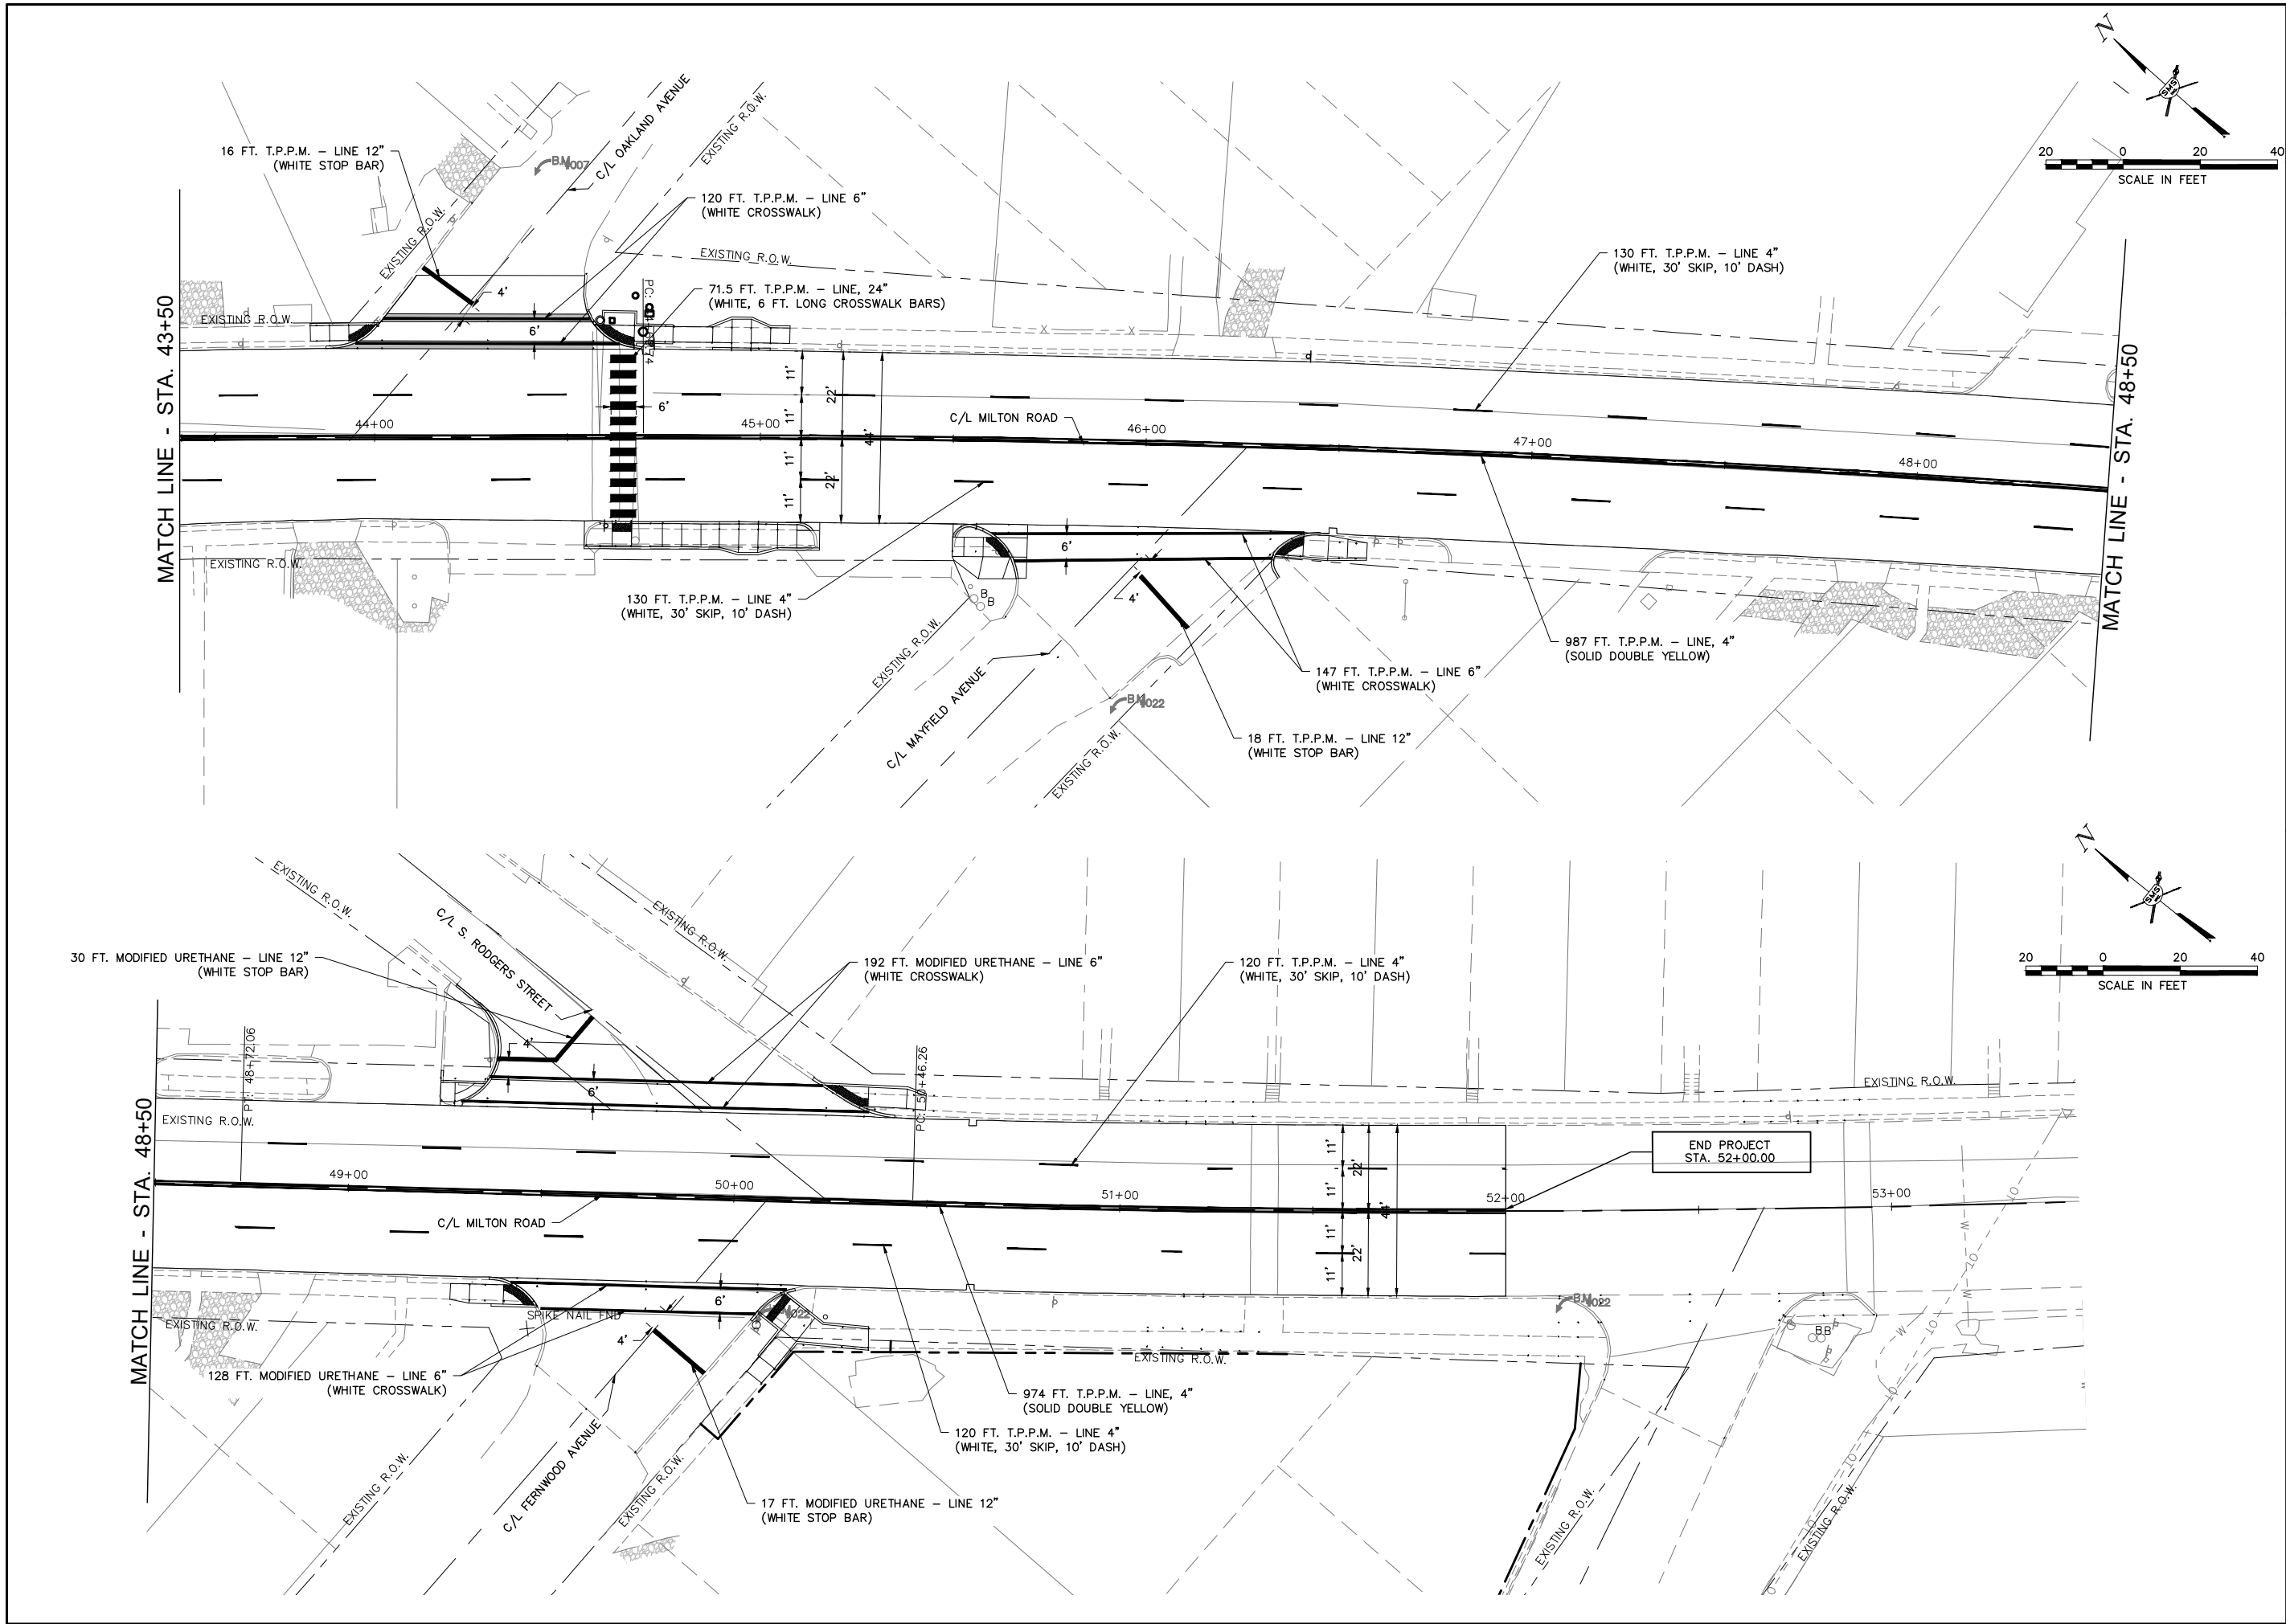 N
SMS
20 0 20 40
SCALE IN FEET
C/L OAKLAND AVENUE
EXISTING R.O.W.
16 FT. T.P.P.M. – LINE 12”
(WHITE STOP BAR)
120 FT. T.P.P.M. – LINE 6”
(WHITE CROSSWALK)
EXISTING R.O.W.
EXISTING R.O.W.
130 FT. T.P.P.M. – LINE 4”
(WHITE, 30’ SKIP, 10’ DASH)
4’
71.5 FT. T.P.P.M. – LINE, 24”
(WHITE, 6 FT. LONG CROSSWALK BARS)
EXISTING R.O.W.
6’
MATCH LINE - STA. 43+50
MATCH LINE - STA. 48+50
11’
22’
11’
6’
44’
11’
22’
11’
C/L MILTON ROAD
44+00
45+00
46+00
47+00
48+00
EXISTING R.O.W.
6’
130 FT. T.P.P.M. – LINE 4”
(WHITE, 30’ SKIP, 10’ DASH)
B
B
4’
987 FT. T.P.P.M. – LINE, 4”
(SOLID DOUBLE YELLOW)
EXISTING R.O.W.
147 FT. T.P.P.M. – LINE 6”
(WHITE CROSSWALK)
C/L MAYFIELD AVENUE
18 FT. T.P.P.M. – LINE 12”
(WHITE STOP BAR)
EXISTING R.O.W.
N
SMS
20 0 20 40
SCALE IN FEET
EXISTING R.O.W.
C/L S. RODGERS STREET
EXISTING R.O.W.
30 FT. MODIFIED URETHANE – LINE 12”
(WHITE STOP BAR)
192 FT. MODIFIED URETHANE – LINE 6”
(WHITE CROSSWALK)
120 FT. T.P.P.M. – LINE 4”
(WHITE, 30’ SKIP, 10’ DASH)
4’
6’
PC: 50+46.26
EXISTING R.O.W.
EXISTING R.O.W.
MATCH LINE - STA. 48+50
END PROJECT
STA. 52+00.00
11’
22’
11’
44’
11’
22’
11’
49+00
50+00
51+00
52+00
53+00
C/L MILTON ROAD
6’
SPIKE NAIL FND
EXISTING R.O.W.
4’
EXISTING R.O.W.
BB
128 FT. MODIFIED URETHANE – LINE 6”
(WHITE CROSSWALK)
974 FT. T.P.P.M. – LINE, 4”
(SOLID DOUBLE YELLOW)
120 FT. T.P.P.M. – LINE 4”
(WHITE, 30’ SKIP, 10’ DASH)
C/L FERNWOOD AVENUE
EXISTING R.O.W.
EXISTING R.O.W.
17 FT. MODIFIED URETHANE – LINE 12”
(WHITE STOP BAR)
EXISTING R.O.W.
EXISTING R.O.W.